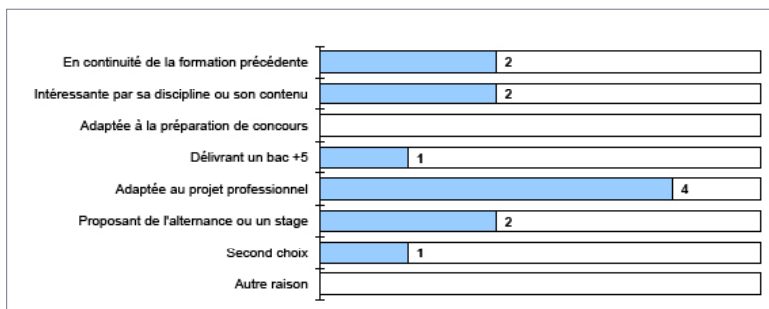 En continuité de la formation précédente 2
Intéressante par sa discipline ou son contenu 2
Adaptée à la préparation de concours
Délivrant un bac +5 1
Adaptée au projet professionnel 4
Proposant de l'alternance ou un stage 2
Second choix 1
Autre raison